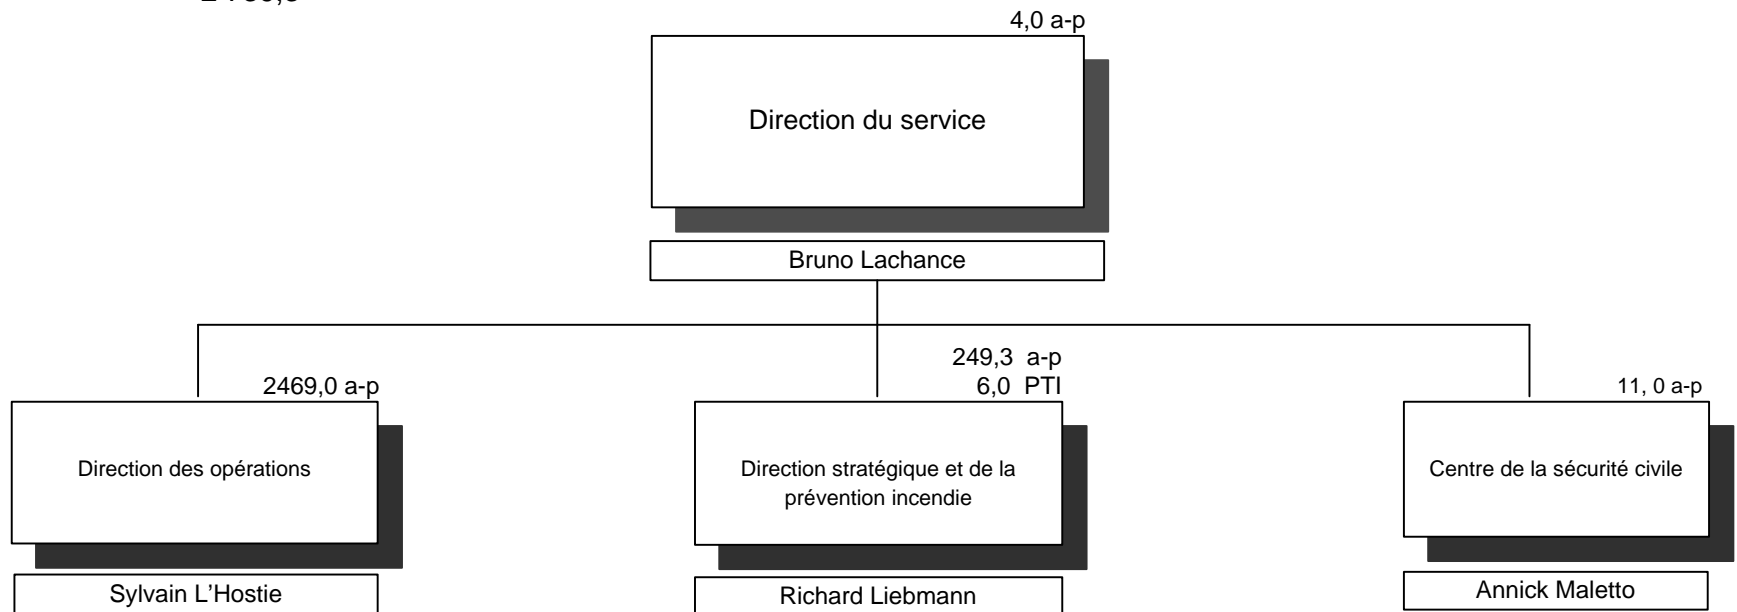 4,0 a-p
Direction du service
Bruno Lachance
249,3 a-p
2469,0 a-p
6,0 PTI
11, 0 a-p
Direction des opérations
Direction stratégique et de la
prévention incendie
Centre de la sécurité civile
Sylvain L'Hostie
Richard Liebmann
Annick Maletto